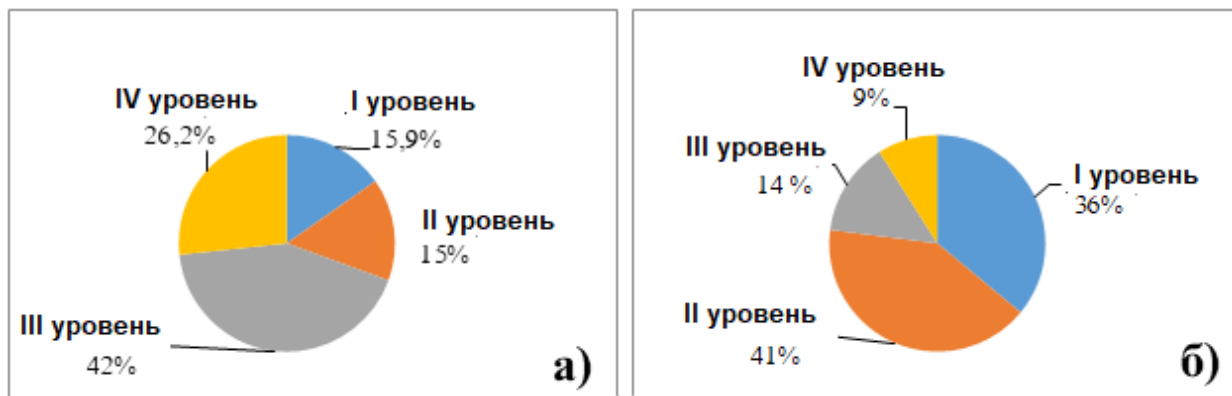 IV уровень
26,2%
I уровень
15,9%
II уровень
15%
III уровень
42%
а)
IV уровень
9%
III уровень
14 %
I уровень
36%
II уровень
41%
б)